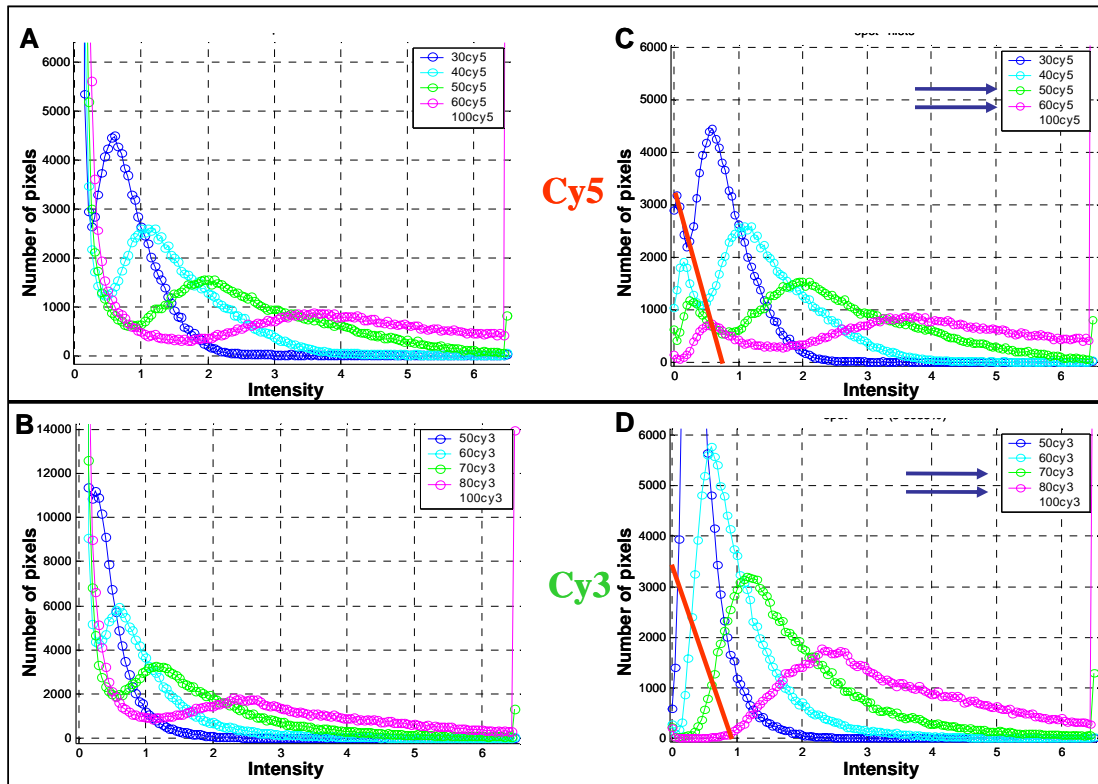 A
30cy5
40cy5
50cy5
60cy5
100cy5
Number of pixels
6000
5000
4000
3000
2000
1000
0
0 1 2 3 4 5 6
Intensity
Cy5
C
30cy5
40cy5
50cy5
60cy5
100cy5
Number of pixels
6000
5000
4000
3000
2000
1000
0
0 1 2 3 4 5 6
Intensity
B
50cy3
60cy3
70cy3
80cy3
100cy3
Number of pixels
14000
12000
10000
8000
6000
4000
2000
0
0 1 2 3 4 5 6
Intensity
Cy3
D
50cy3
60cy3
70cy3
80cy3
100cy3
Number of pixels
6000
5000
4000
3000
2000
1000
0
0 1 2 3 4 5 6
Intensity